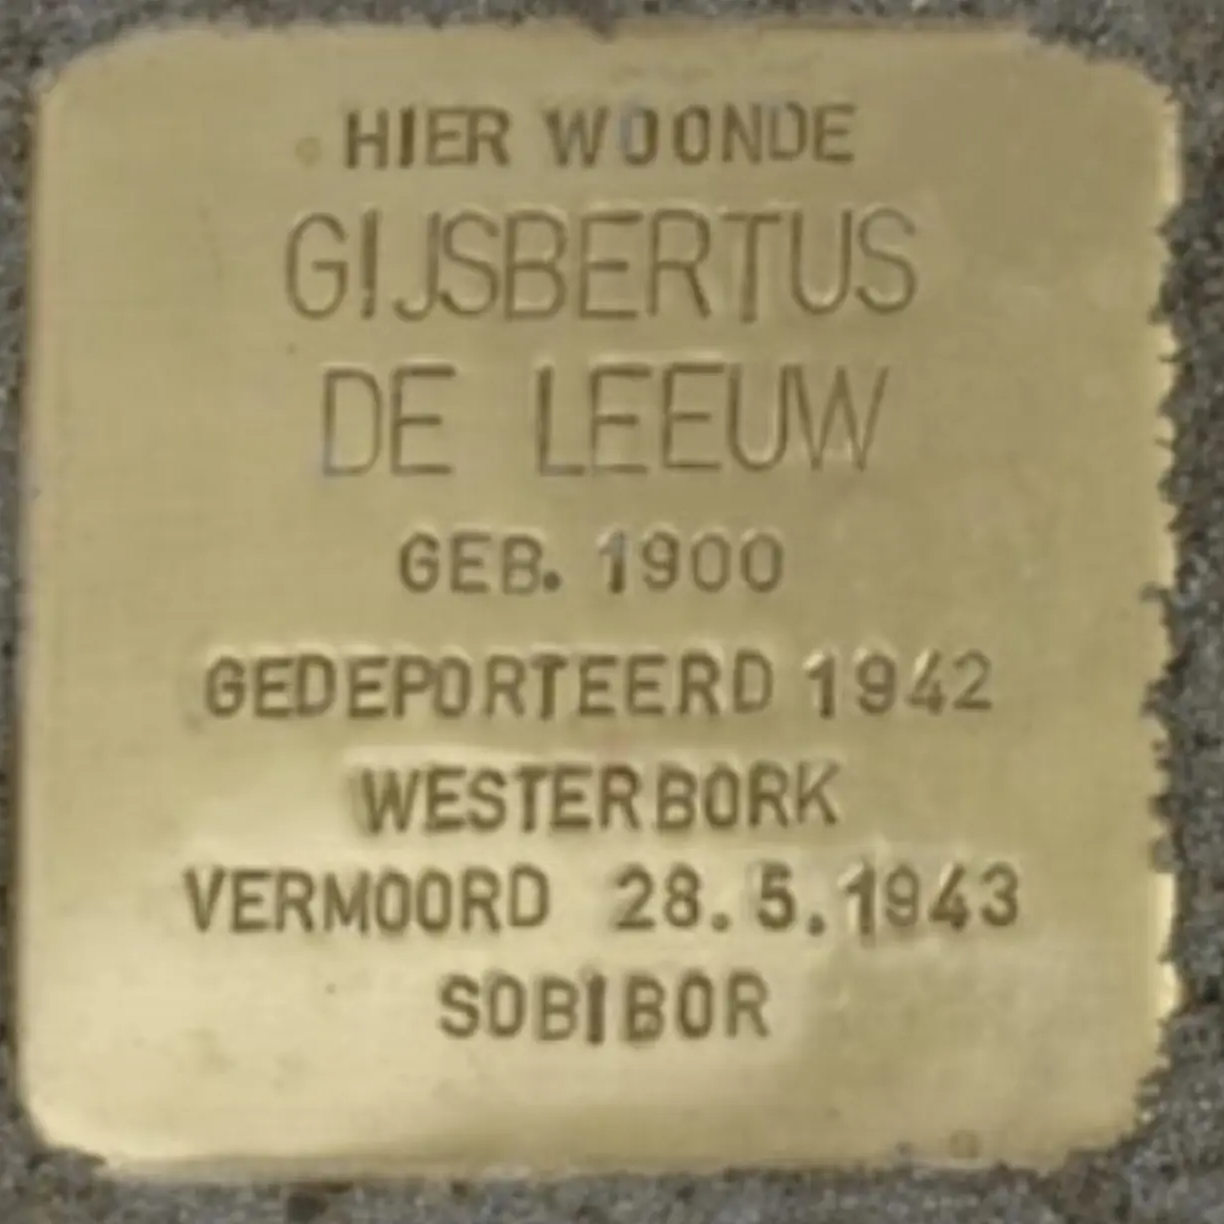 HIER WOONDE
GIJSBERTUS
DE LEEUW
GEB. 1900
GEDEPORTEERD 1942
WESTERBORK
VERMOORD 28.5.1943
SOBIBOR